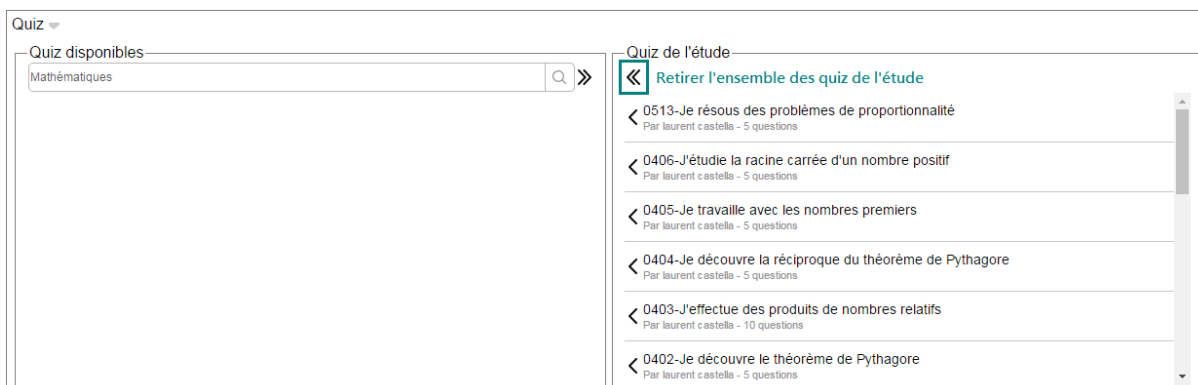 Quiz
Quiz disponibles
Mathématiques
Quiz de l'étude
Retirer l'ensemble des quiz de l'étude
0513-Je résous des problèmes de proportionnalité
Par laurent castella - 5 questions
0406-J'étudie la racine carrée d'un nombre positif
Par laurent castella - 5 questions
0405-Je travaille avec les nombres premiers
Par laurent castella - 5 questions
0404-Je découvre la réciproque du théorème de Pythagore
Par laurent castella - 5 questions
0403-J'effectue des produits de nombres relatifs
Par laurent castella - 10 questions
0402-Je découvre le théorème de Pythagore
Par laurent castella - 5 questions